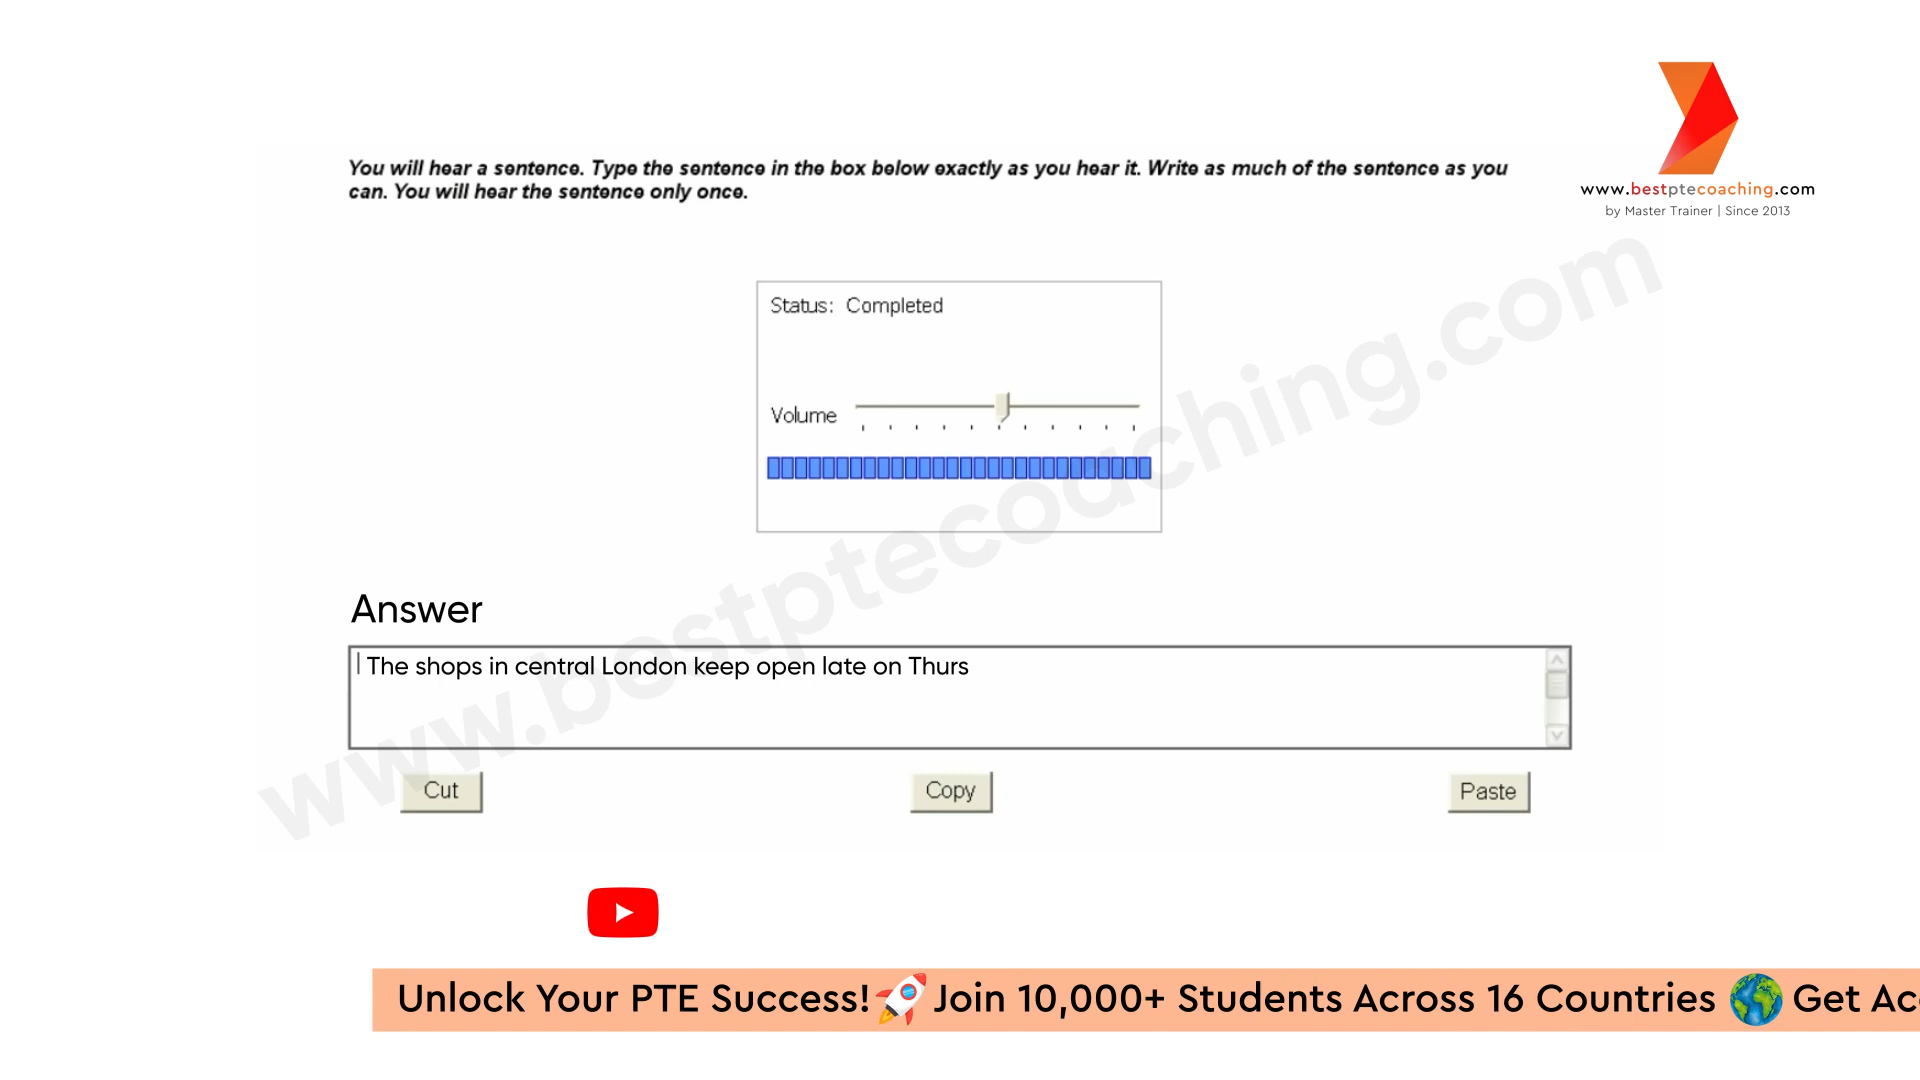 You will hear a sentence. Type the sentence in the box below exactly as you hear it. Write as much of the sentence as you
can. You will hear the sentence only once.
www.bestptecoaching.com
by Master Trainer | Since 2013
Status: Completed
Volume
www.bestptecoaching.com
Answer
The shops in central London keep open late on Thurs
Cut
Copy
Paste
Unlock Your PTE Success!🚀Join 10,000+ Students Across 16 Countries 🌍 Get Acc